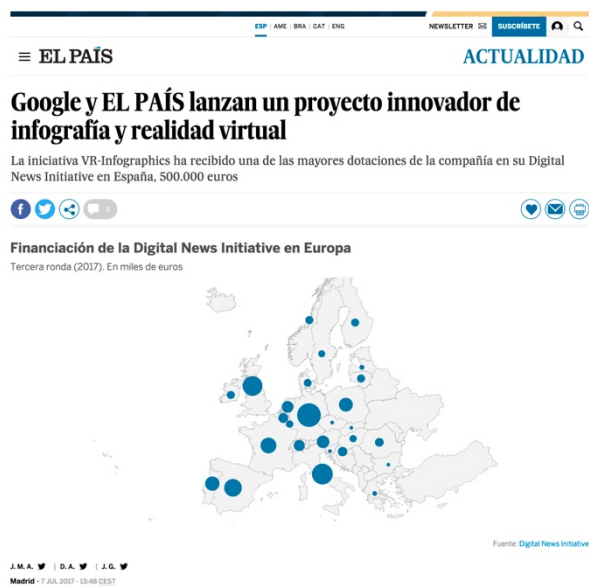 ESP | AME | BRA | CAT | ENG
NEWSLETTER
SUSCRÍBETE
EL PAÍS
ACTUALIDAD
Google y EL PAÍS lanzan un proyecto innovador de
infografía y realidad virtual
La iniciativa VR-Infographics ha recibido una de las mayores dotaciones de la compañía en su Digital
News Initiative en España, 500.000 euros
Financiación de la Digital News Initiative en Europa
Tercera ronda (2017). En miles de euros
Fuente: Digital News Initiative
J. M. A. | D. A. | J. G.
Madrid - 7 JUL 2017 - 13:48 CEST